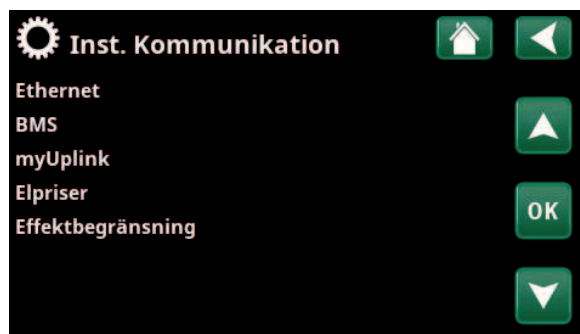 Inst. Kommunikation
Ethernet
BMS
myUplink
Elpriser
OK
Effektbegränsning